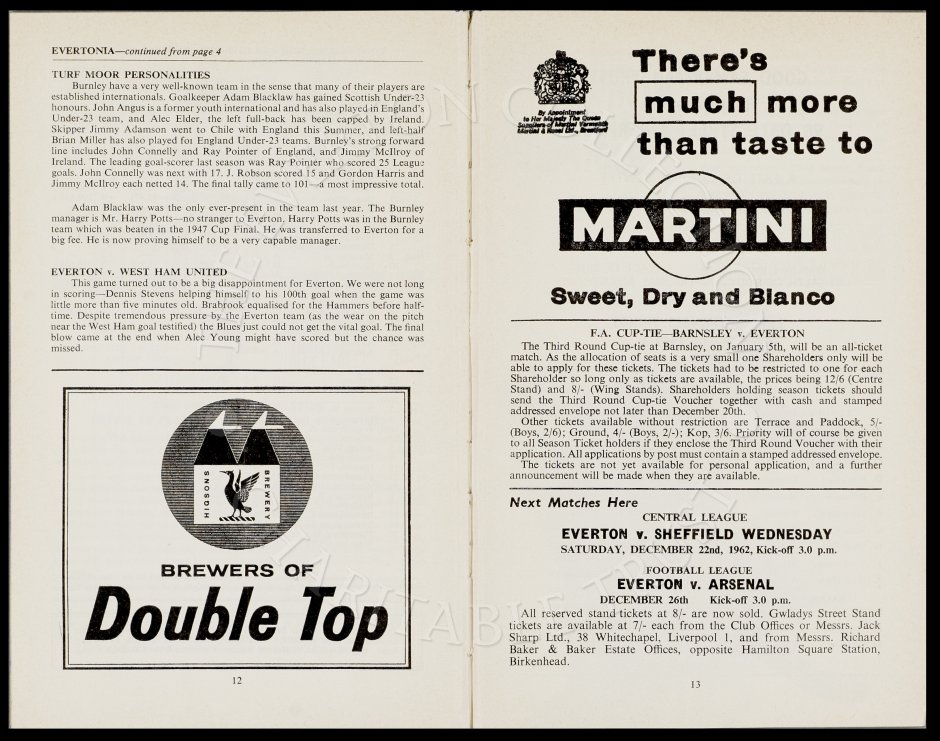 EVERTONIA—continued from page 4
TURF MOOR PERSONALITIES
Burnley have a very well-known team in the sense that many of their players are
established internationals. Goalkeeper Adam Blacklaw has gained Scottish Under-23
honours. John Angus is a former youth international and has also played in England's
Under-23 team, and Alec Elder, the left full-back has been capped by Ireland.
Skipper Jimmy Adamson went to Chile with England this Summer, and left-half
Brian Miller has also played for England Under-23 teams. Burnley's strong forward
line includes John Connelly and Ray Pointer of England, and Jimmy McIlroy of
Ireland. The leading goal-scorer last season was Ray Pointer who scored 25 League
goals. John Connelly was next with 17. J. Robson scored 15 and Gordon Harris and
Jimmy McIlroy each netted 14. The final tally came to 101—a most impressive total.
Adam Blacklaw was the only ever-present in the team last year. The Burnley
manager is Mr. Harry Potts—no stranger to Everton. Harry Potts was in the Burnley
team which was beaten in the 1947 Cup Final. He was transferred to Everton for a
big fee. He is now proving himself to be a very capable manager.
EVERTON v. WEST HAM UNITED
This game turned out to be a big disappointment for Everton. We were not long
in scoring—Dennis Stevens helping himself to his 100th goal when the game was
little more than five minutes old. Brabrook equalised for the Hammers before half-
time. Despite tremendous pressure by the Everton team (as the wear on the pitch
near the West Ham goal testified) the Blues just could not get the vital goal. The final
blow came at the end when Alec Young might have scored but the chance was
missed.
HIGSONS BREWERY
BREWERS OF
Double Top
12
By Appointment
to Her Majesty The Queen
Suppliers of Martini Vermouth
Martini & Rossi Ltd., Brentford
There's
much more
than taste to
MARTINI
Sweet, Dry and Bianco
F.A. CUP-TIE—BARNSLEY v. EVERTON
The Third Round Cup-tie at Barnsley, on January 5th, will be an all-ticket
match. As the allocation of seats is a very small one Shareholders only will be
able to apply for these tickets. The tickets had to be restricted to one for each
Shareholder so long only as tickets are available, the prices being 12/6 (Centre
Stand) and 8/- (Wing Stands). Shareholders holding season tickets should
send the Third Round Cup-tie Voucher together with cash and stamped
addressed envelope not later than December 20th.
Other tickets available without restriction are Terrace and Paddock, 5/-
(Boys, 2/6); Ground, 4/- (Boys, 2/-); Kop, 3/6. Priority will of course be given
to all Season Ticket holders if they enclose the Third Round Voucher with their
application. All applications by post must contain a stamped addressed envelope.
The tickets are not yet available for personal application, and a further
announcement will be made when they are available.
Next Matches Here
CENTRAL LEAGUE
EVERTON v. SHEFFIELD WEDNESDAY
SATURDAY, DECEMBER 22nd, 1962, Kick-off 3.0 p.m.
FOOTBALL LEAGUE
EVERTON v. ARSENAL
DECEMBER 26th Kick-off 3.0 p.m.
All reserved stand tickets at 8/- are now sold. Gwladys Street Stand
tickets are available at 7/- each from the Club Offices or Messrs. Jack
Sharp Ltd., 38 Whitechapel, Liverpool 1, and from Messrs. Richard
Baker & Baker Estate Offices, opposite Hamilton Square Station,
Birkenhead.
13